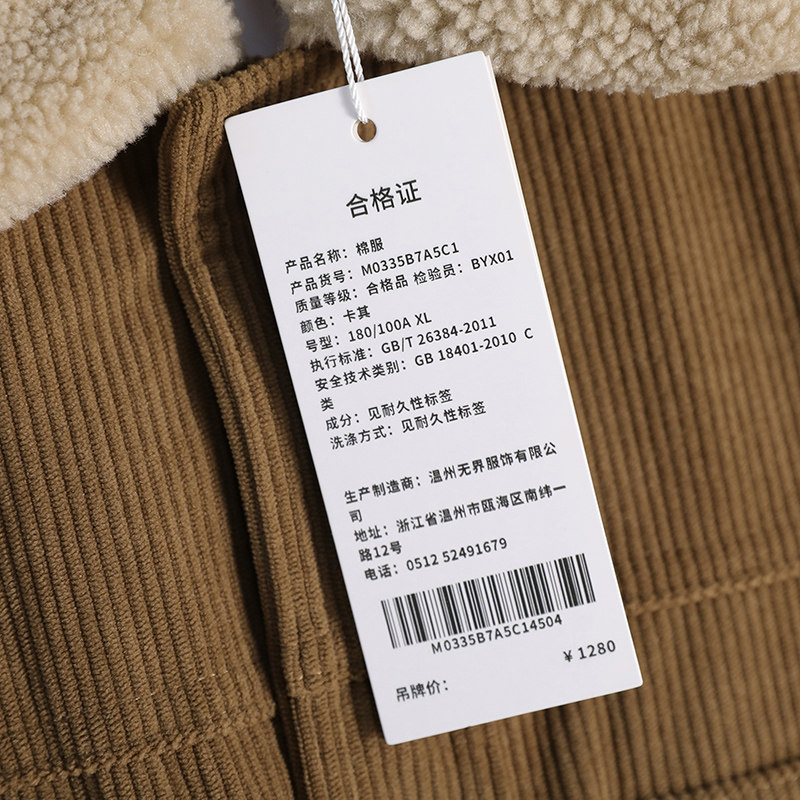 合格证
产品名称：棉服
产品货号：M0335B7A5C1
质量等级：合格品 检验员：BYX01
颜色：卡其
号型：180/100A XL
执行标准：GB/T 26384-2011
安全技术类别：GB 18401-2010 C
类
成分：见耐久性标签
洗涤方式：见耐久性标签
生产制造商：温州无界服饰有限公
司
地址：浙江省温州市瓯海区南纬一
路12号
电话：0512 52491679
M0335B7A5C14504
¥ 1280
吊牌价：